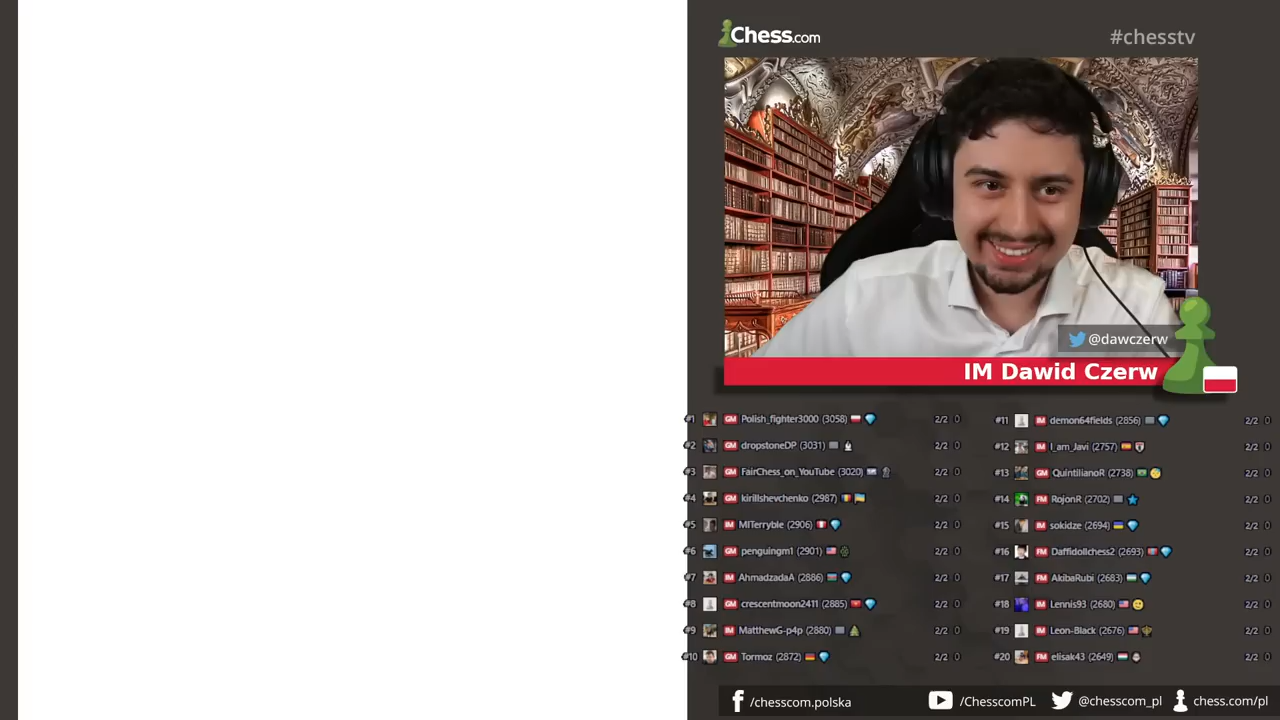 Chess.com
#chesstv
@dawczerw
IM Dawid Czerw
#1 GM Polish_fighter3000 (3058) 2/2 0
#2 GM dropstoneDP (3031) 2/2 0
#3 GM FairChess_on_YouTube (3020) 2/2 0
#4 GM kirillshevchenko (2987) 2/2 0
#5 IM MITerryble (2906) 2/2 0
#6 GM penguingm1 (2901) 2/2 0
#7 IM AhmadzadaA (2886) 2/2 0
#8 GM crescentmoon2411 (2885) 2/2 0
#9 IM MatthewG-p4p (2880) 2/2 0
#10 GM Tormoz (2872) 2/2 0
#11 IM demon64fields (2856) 2/2 0
#12 IM I_am_Javi (2757) 2/2 0
#13 GM QuintilianoR (2738) 2/2 0
#14 FM RojonR (2702) 2/2 0
#15 IM sokidze (2694) 2/2 0
#16 FM Daffidollchess2 (2693) 2/2 0
#17 FM AkibaRubi (2683) 2/2 0
#18 IM Lennis93 (2680) 2/2 0
#19 IM Leon-Black (2676) 2/2 0
#20 FM elisak43 (2649) 2/2 0
/chesscom.polska
/ChesscomPL
@chesscom_pl
chess.com/pl